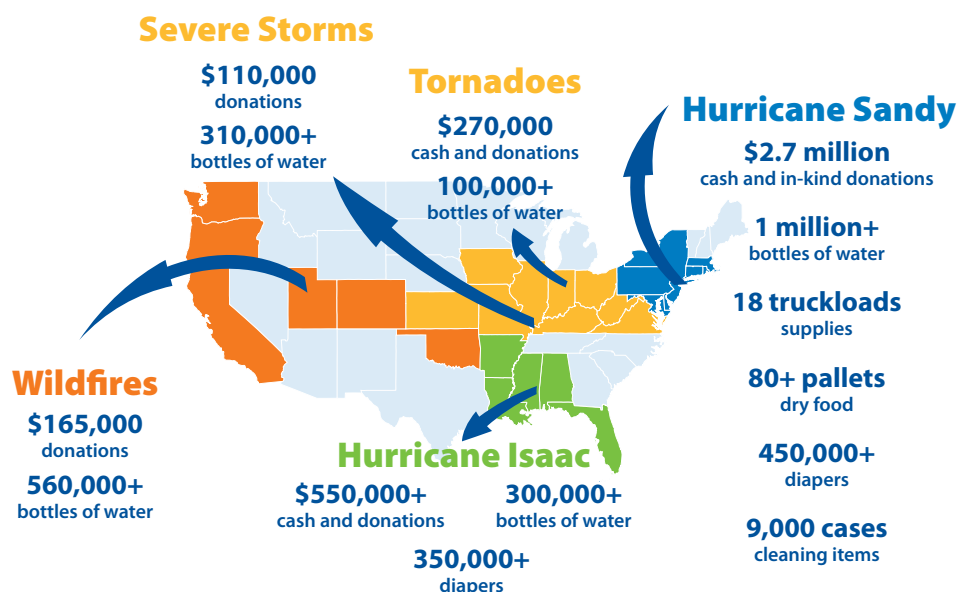 Severe Storms
$110,000
donations
310,000+
bottles of water
Tornadoes
$270,000
cash and donations
100,000+
bottles of water
Hurricane Sandy
$2.7 million
cash and in-kind donations
1 million+
bottles of water
18 truckloads
supplies
80+ pallets
dry food
450,000+
diapers
9,000 cases
cleaning items
Wildfires
$165,000
donations
560,000+
bottles of water
Hurricane Isaac
$550,000+
cash and donations
300,000+
bottles of water
350,000+
diapers